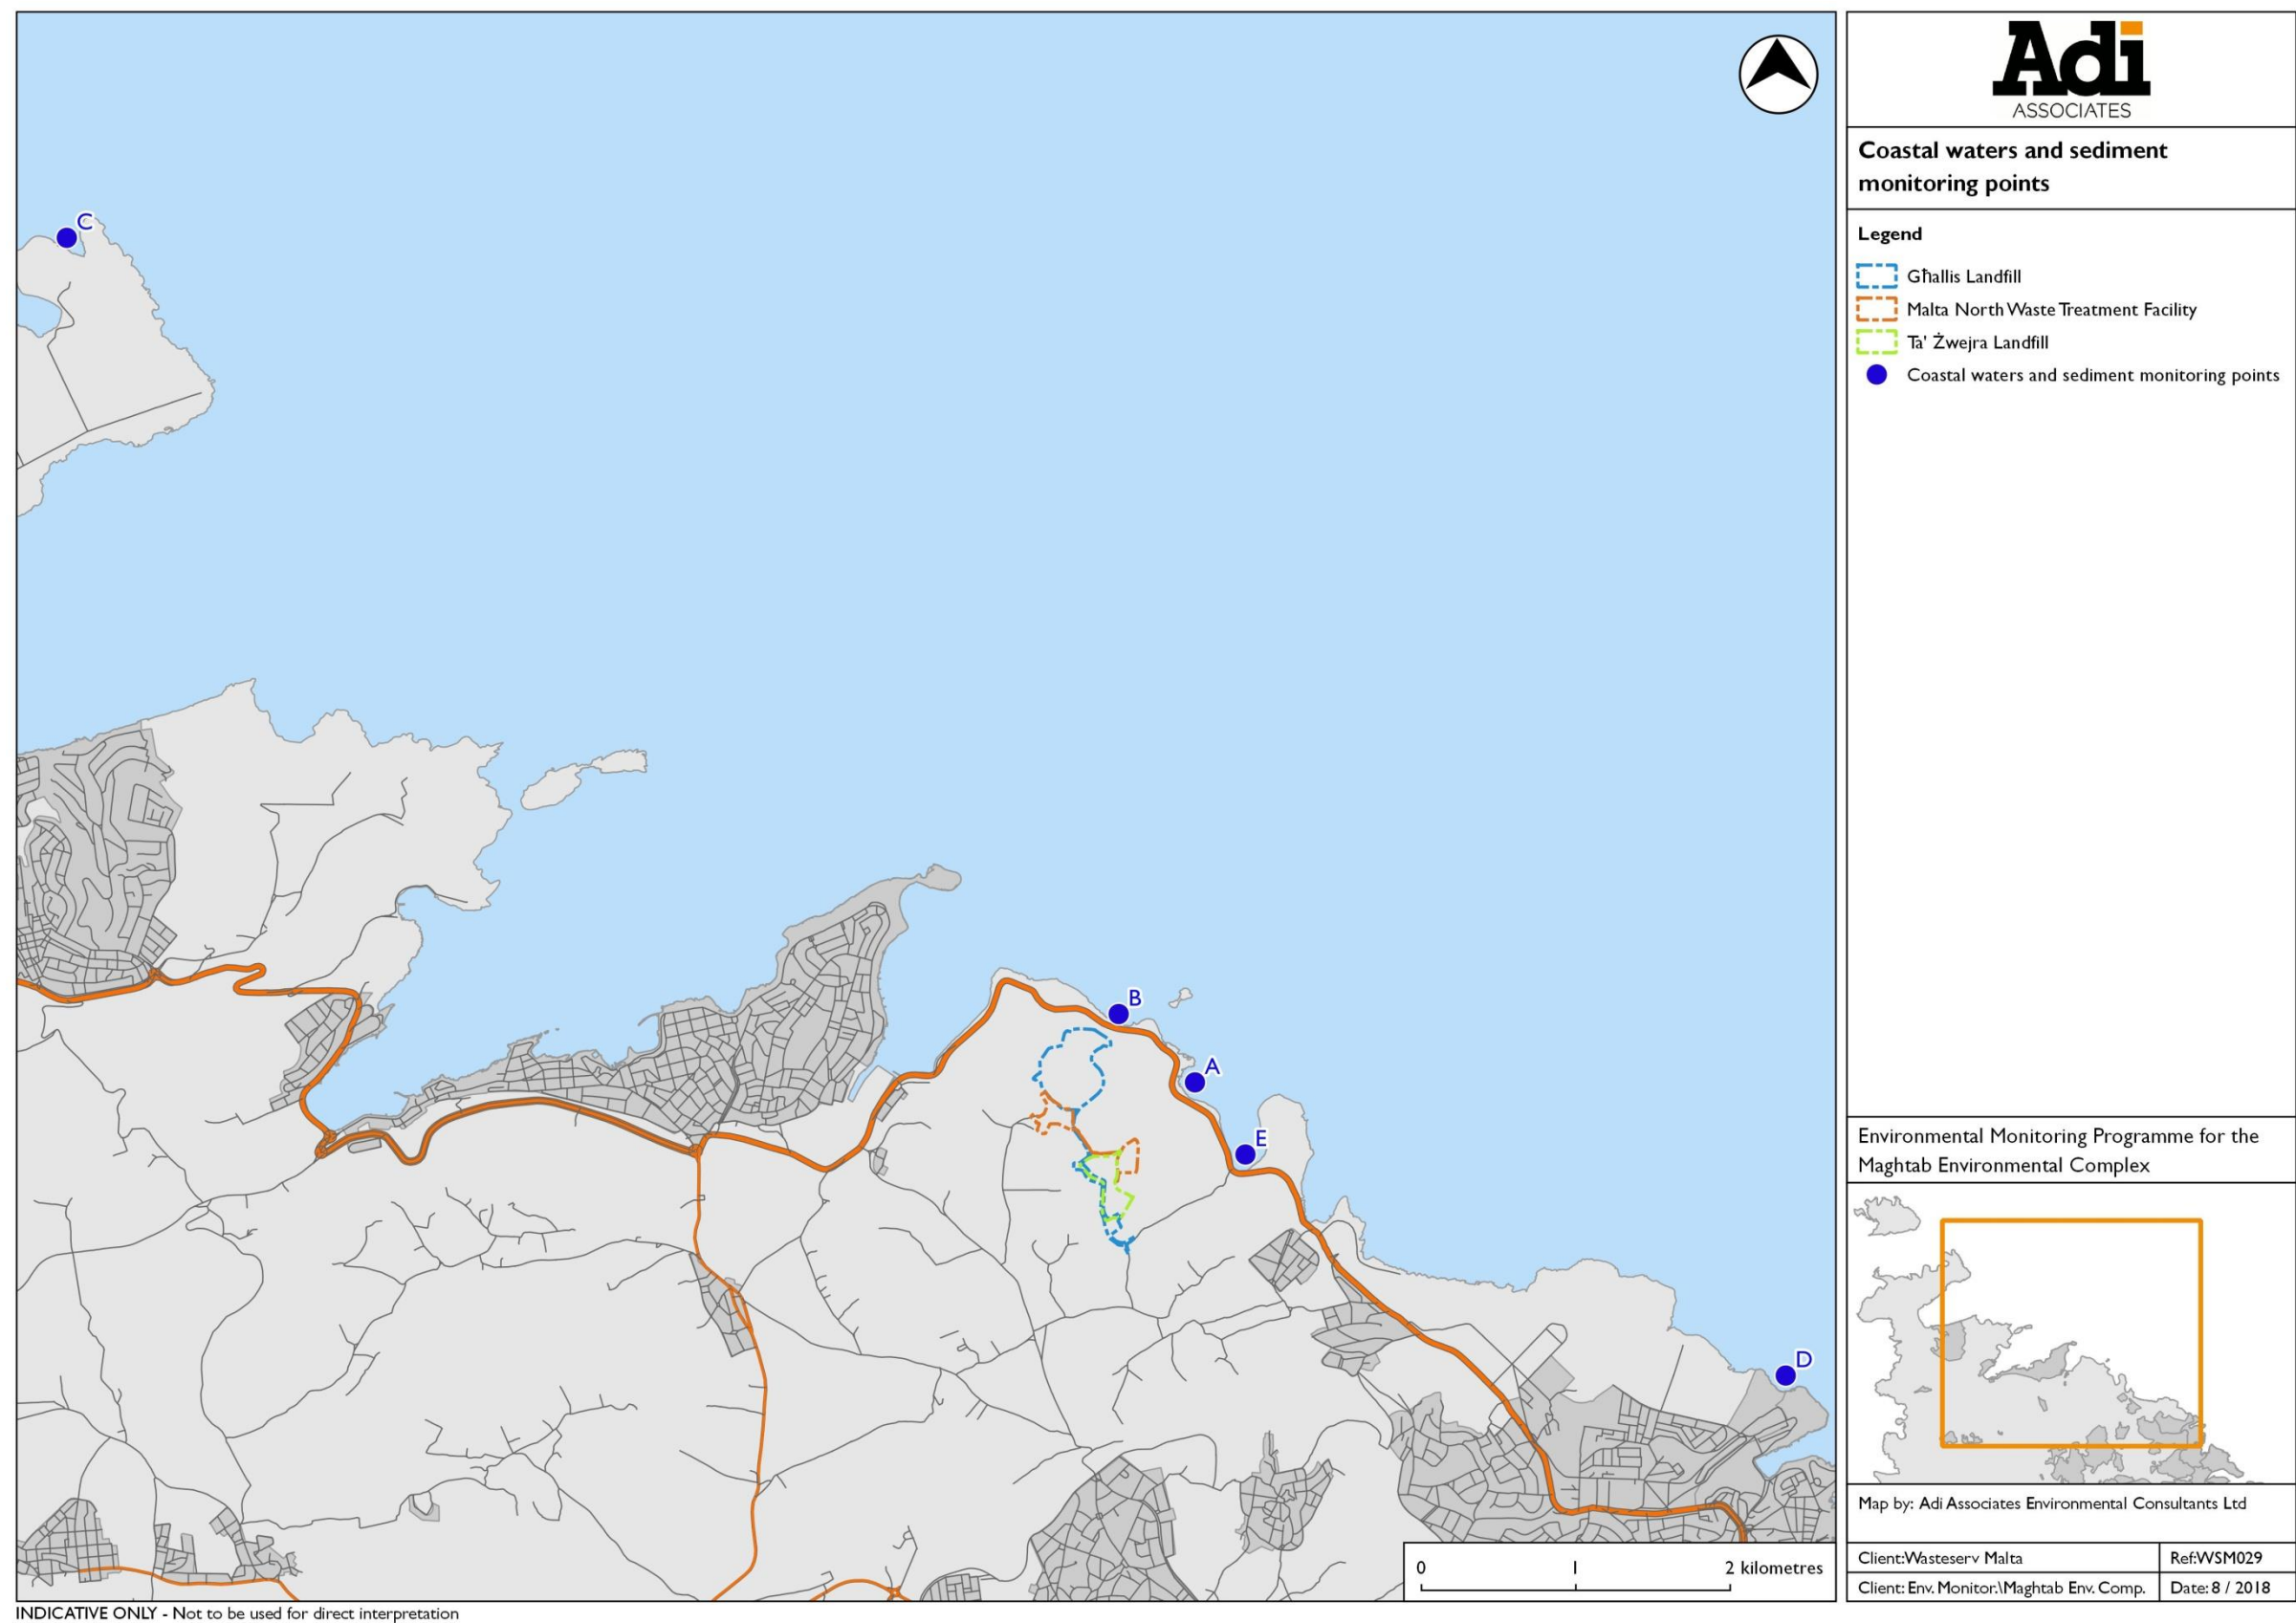 C
B
A
E
D
0 1 2 kilometres
INDICATIVE ONLY - Not to be used for direct interpretation
Adi
ASSOCIATES
Coastal waters and sediment
monitoring points
Legend
Għallis Landfill
Malta North Waste Treatment Facility
Ta' Żwejra Landfill
Coastal waters and sediment monitoring points
Environmental Monitoring Programme for the
Maghtab Environmental Complex
Map by: Adi Associates Environmental Consultants Ltd
Client:Wasteserv Malta Ref:WSM029
Client: Env. Monitor.\Maghtab Env. Comp. Date: 8 / 2018